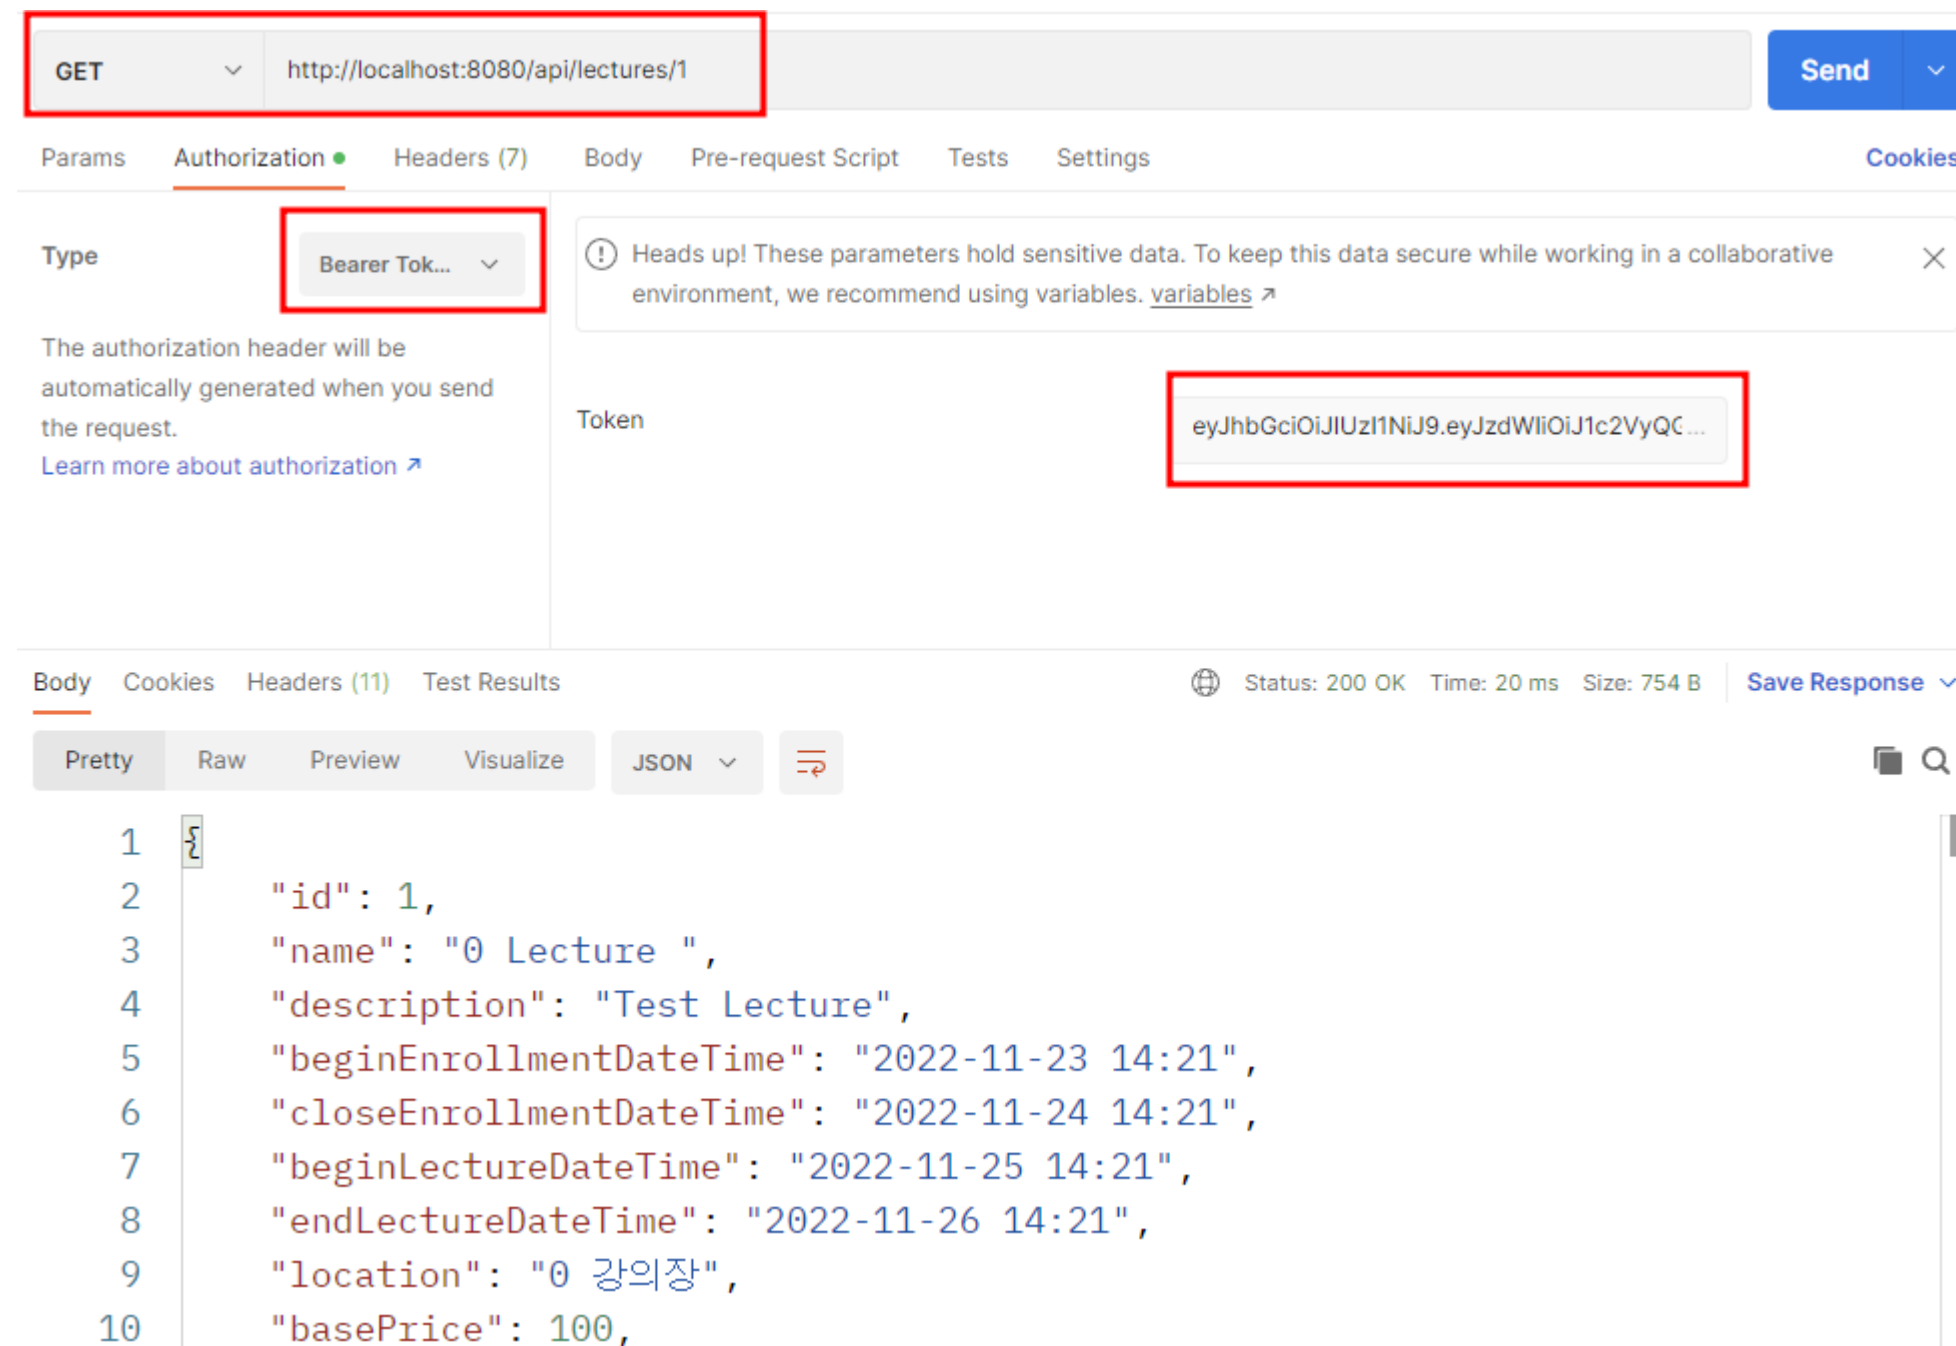 GET http://localhost:8080/api/lectures/1 Send
Params Authorization Headers (7) Body Pre-request Script Tests Settings Cookies
Type Bearer Tok...
Heads up! These parameters hold sensitive data. To keep this data secure while working in a collaborative
environment, we recommend using variables. variables ↗
The authorization header will be
automatically generated when you send
the request.
Learn more about authorization ↗
Token eyJhbGciOiJIUzI1NiJ9.eyJzdWIiOiJ1c2VyQG...
Body Cookies Headers (11) Test Results Status: 200 OK Time: 20 ms Size: 754 B Save Response
Pretty Raw Preview Visualize JSON
1 {
2 "id": 1,
3 "name": "0 Lecture ",
4 "description": "Test Lecture",
5 "beginEnrollmentDateTime": "2022-11-23 14:21",
6 "closeEnrollmentDateTime": "2022-11-24 14:21",
7 "beginLectureDateTime": "2022-11-25 14:21",
8 "endLectureDateTime": "2022-11-26 14:21",
9 "location": "0 강의장",
10 "basePrice": 100,